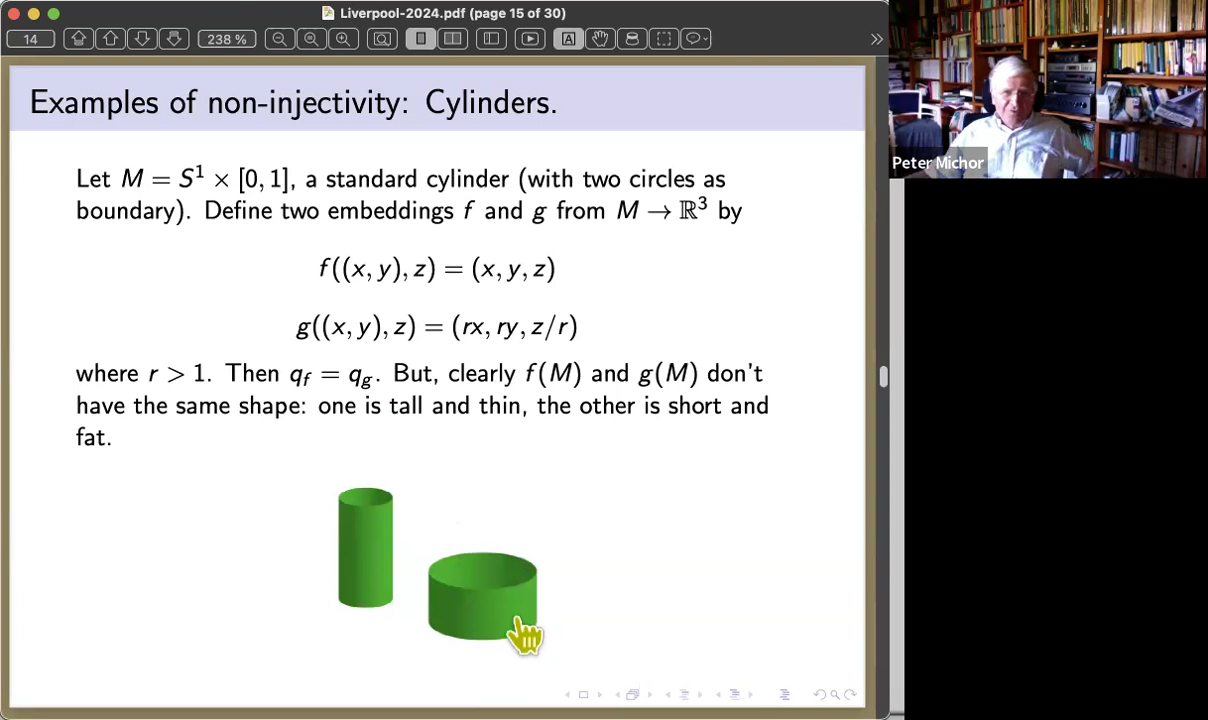 Liverpool-2024.pdf (page 15 of 30)
14
238 %
Examples of non-injectivity: Cylinders.
Let M = S¹ × [0, 1], a standard cylinder (with two circles as
boundary). Define two embeddings f and g from M → ℝ³ by
f((x, y), z) = (x, y, z)
g((x, y), z) = (rx, ry, z/r)
where r > 1. Then q_f = q_g. But, clearly f(M) and g(M) don't
have the same shape: one is tall and thin, the other is short and
fat.
Peter Michor